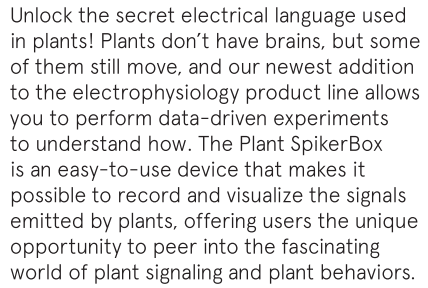 Unlock the secret electrical language used
in plants! Plants don’t have brains, but some
of them still move, and our newest addition
to the electrophysiology product line allows
you to perform data-driven experiments
to understand how. The Plant SpikerBox
is an easy-to-use device that makes it
possible to record and visualize the signals
emitted by plants, offering users the unique
opportunity to peer into the fascinating
world of plant signaling and plant behaviors.